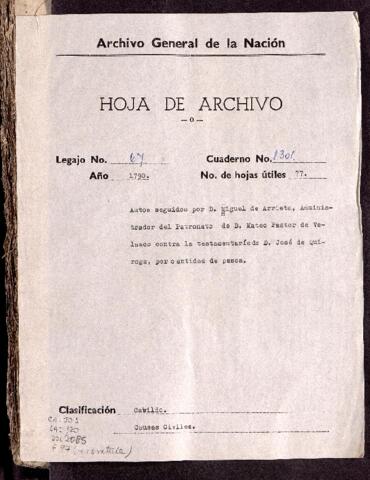 Archivo General de la Nación
HOJA DE ARCHIVO
—o—
Legajo No. 67 Cuaderno No. 1301
Año 1790. No. de hojas útiles 77.
Autos seguidos por D. Miguel de Arrieta, Adminis-
trador del Patronato de D. Mateo Pastor de Ve-
lasco contra la testamentaríade D. José de Qui-
roga, por cantidad de pesos.
Clasificación Cabildo.
Causas Civiles.
2085